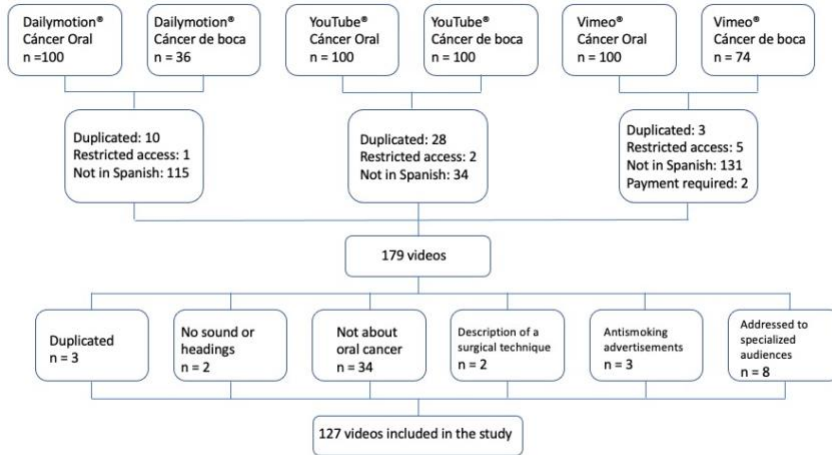 Dailymotion®
Cáncer Oral
n =100
Dailymotion®
Cáncer de boca
n = 36
YouTube®
Cáncer Oral
n = 100
YouTube®
Cáncer de boca
n = 100
Vimeo®
Cáncer Oral
n = 100
Vimeo®
Cáncer de boca
n = 74
Duplicated: 10
Restricted access: 1
Not in Spanish: 115
Duplicated: 28
Restricted access: 2
Not in Spanish: 34
Duplicated: 3
Restricted access: 5
Not in Spanish: 131
Payment required: 2
179 videos
Duplicated
n = 3
No sound or
headings
n = 2
Not about
oral cancer
n = 34
Description of a
surgical technique
n = 2
Antismoking
advertisements
n = 3
Addressed to
specialized
audiences
n = 8
127 videos included in the study